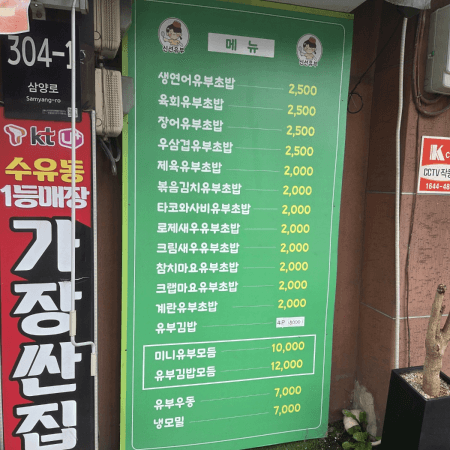 304-1
삼양로
Samyang-ro
kt
수유동
1등매장
가장싼집
메뉴
생연어유부초밥 2,500
육회유부초밥 2,500
장어유부초밥 2,500
우삼겹유부초밥 2,500
제육유부초밥 2,000
볶음김치유부초밥 2,000
타코와사비유부초밥 2,000
로제새우유부초밥 2,000
크림새우유부초밥 2,000
참치마요유부초밥 2,000
크랩마요유부초밥 2,000
계란유부초밥 2,000
유부김밥
미니유부모듬 10,000
유부김밥모듬 12,000
유부우동 7,000
냉모밀 7,000
K
CCTV작동